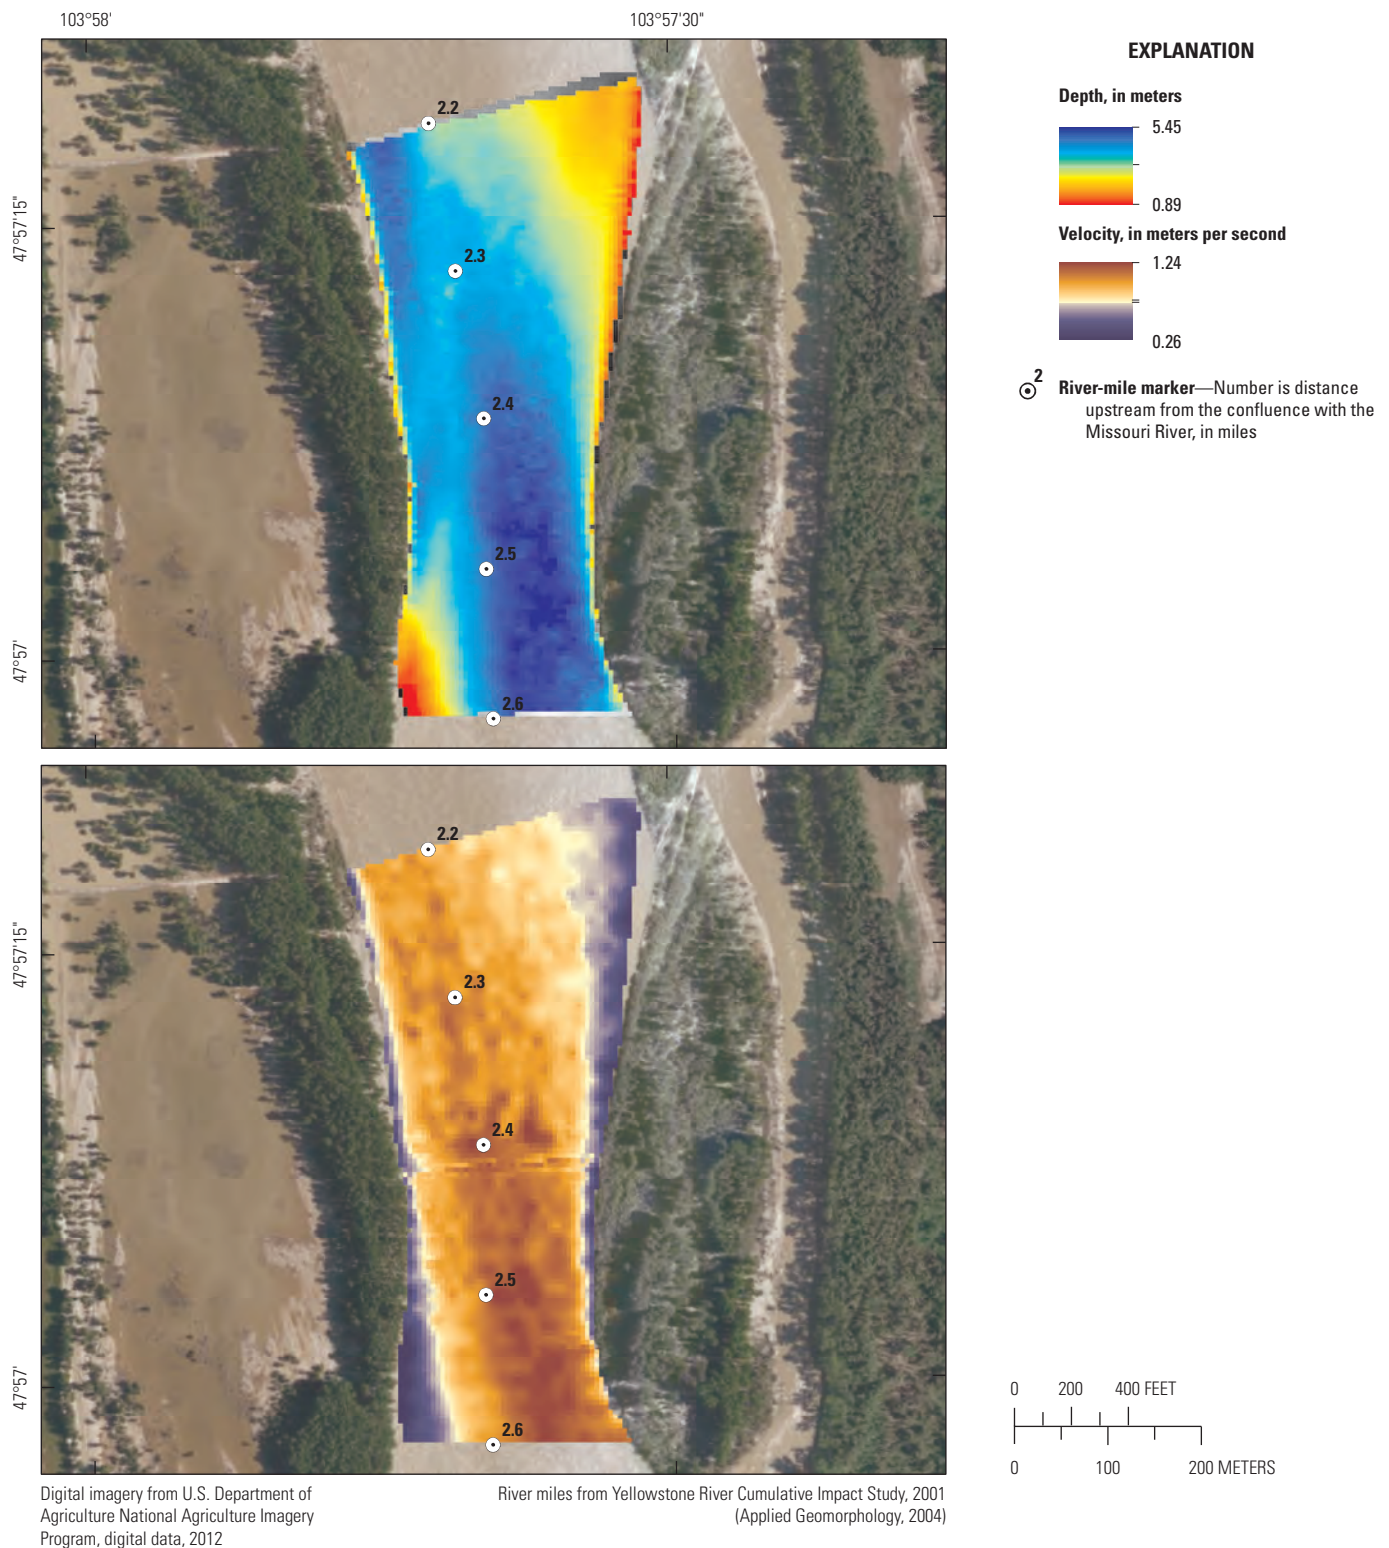 103°58'
103°57'30"
47°57'15"
47°57'
2.2
2.3
2.4
2.5
2.6
EXPLANATION
Depth, in meters
5.45
0.89
Velocity, in meters per second
1.24
0.26
2
River-mile marker—Number is distance
upstream from the confluence with the
Missouri River, in miles
47°57'15"
47°57'
2.2
2.3
2.4
2.5
2.6
0 200 400 FEET
0 100 200 METERS
Digital imagery from U.S. Department of
Agriculture National Agriculture Imagery
Program, digital data, 2012
River miles from Yellowstone River Cumulative Impact Study, 2001
(Applied Geomorphology, 2004)